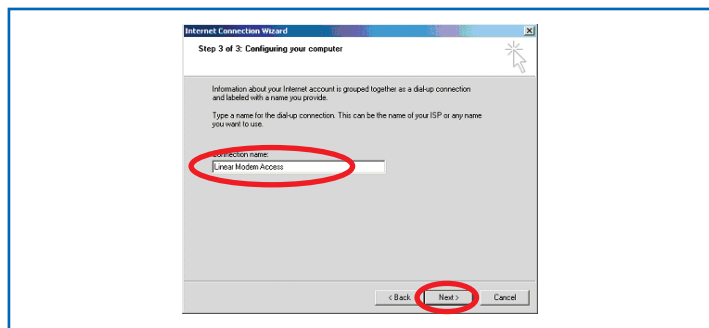 Internet Connection Wizard
Step 3 of 3: Configuring your computer
Information about your Internet account is grouped together as a dial-up connection
and labeled with a name you provide.
Type a name for the dial-up connection. This can be the name of your ISP or any name
you want to use.
Connection name:
Linear Modem Access
< Back
Next >
Cancel